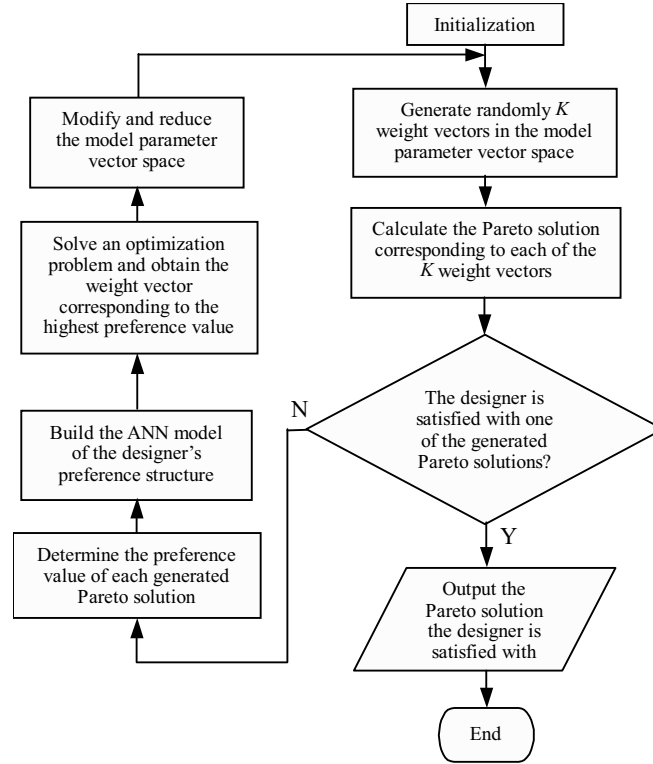 Initialization
Generate randomly K
weight vectors in the model
parameter vector space
Calculate the Pareto solution
corresponding to each of the
K weight vectors
The designer is
satisfied with one
of the generated
Pareto solutions?
N
Y
Output the
Pareto solution
the designer is
satisfied with
End
Determine the preference
value of each generated
Pareto solution
Build the ANN model
of the designer’s
preference structure
Solve an optimization
problem and obtain the
weight vector
corresponding to the
highest preference value
Modify and reduce
the model parameter
vector space